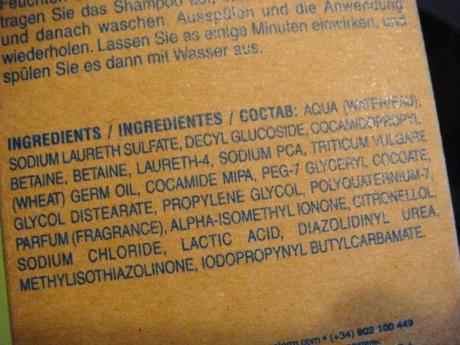 Feuchten
tragen Sie das Shampoo auf,
und danach waschen. Ausspülen und die Anwendung
wiederholen. Lassen Sie es einige Minuten einwirken, und
spülen Sie es dann mit Wasser aus.
INGREDIENTS / INGREDIENTES / COCTAB: AQUA (WATER/EAU),
SODIUM LAURETH SULFATE, DECYL GLUCOSIDE, COCAMIDOPROPYL
BETAINE, BETAINE, LAURETH-4, SODIUM PCA, TRITICUM VULGARE
(WHEAT) GERM OIL, COCAMIDE MIPA, PEG-7 GLYCERYL COCOATE,
GLYCOL DISTEARATE, PROPYLENE GLYCOL, POLYQUATERNIUM-7,
PARFUM (FRAGRANCE), ALPHA-ISOMETHYL IONONE, CITRONELLOL
SODIUM CHLORIDE, LACTIC ACID, DIAZOLIDINYL UREA,
METHYLISOTHIAZOLINONE, IODOPROPYNYL BUTYLCARBAMATE.
.com * (+34) 902 100 449